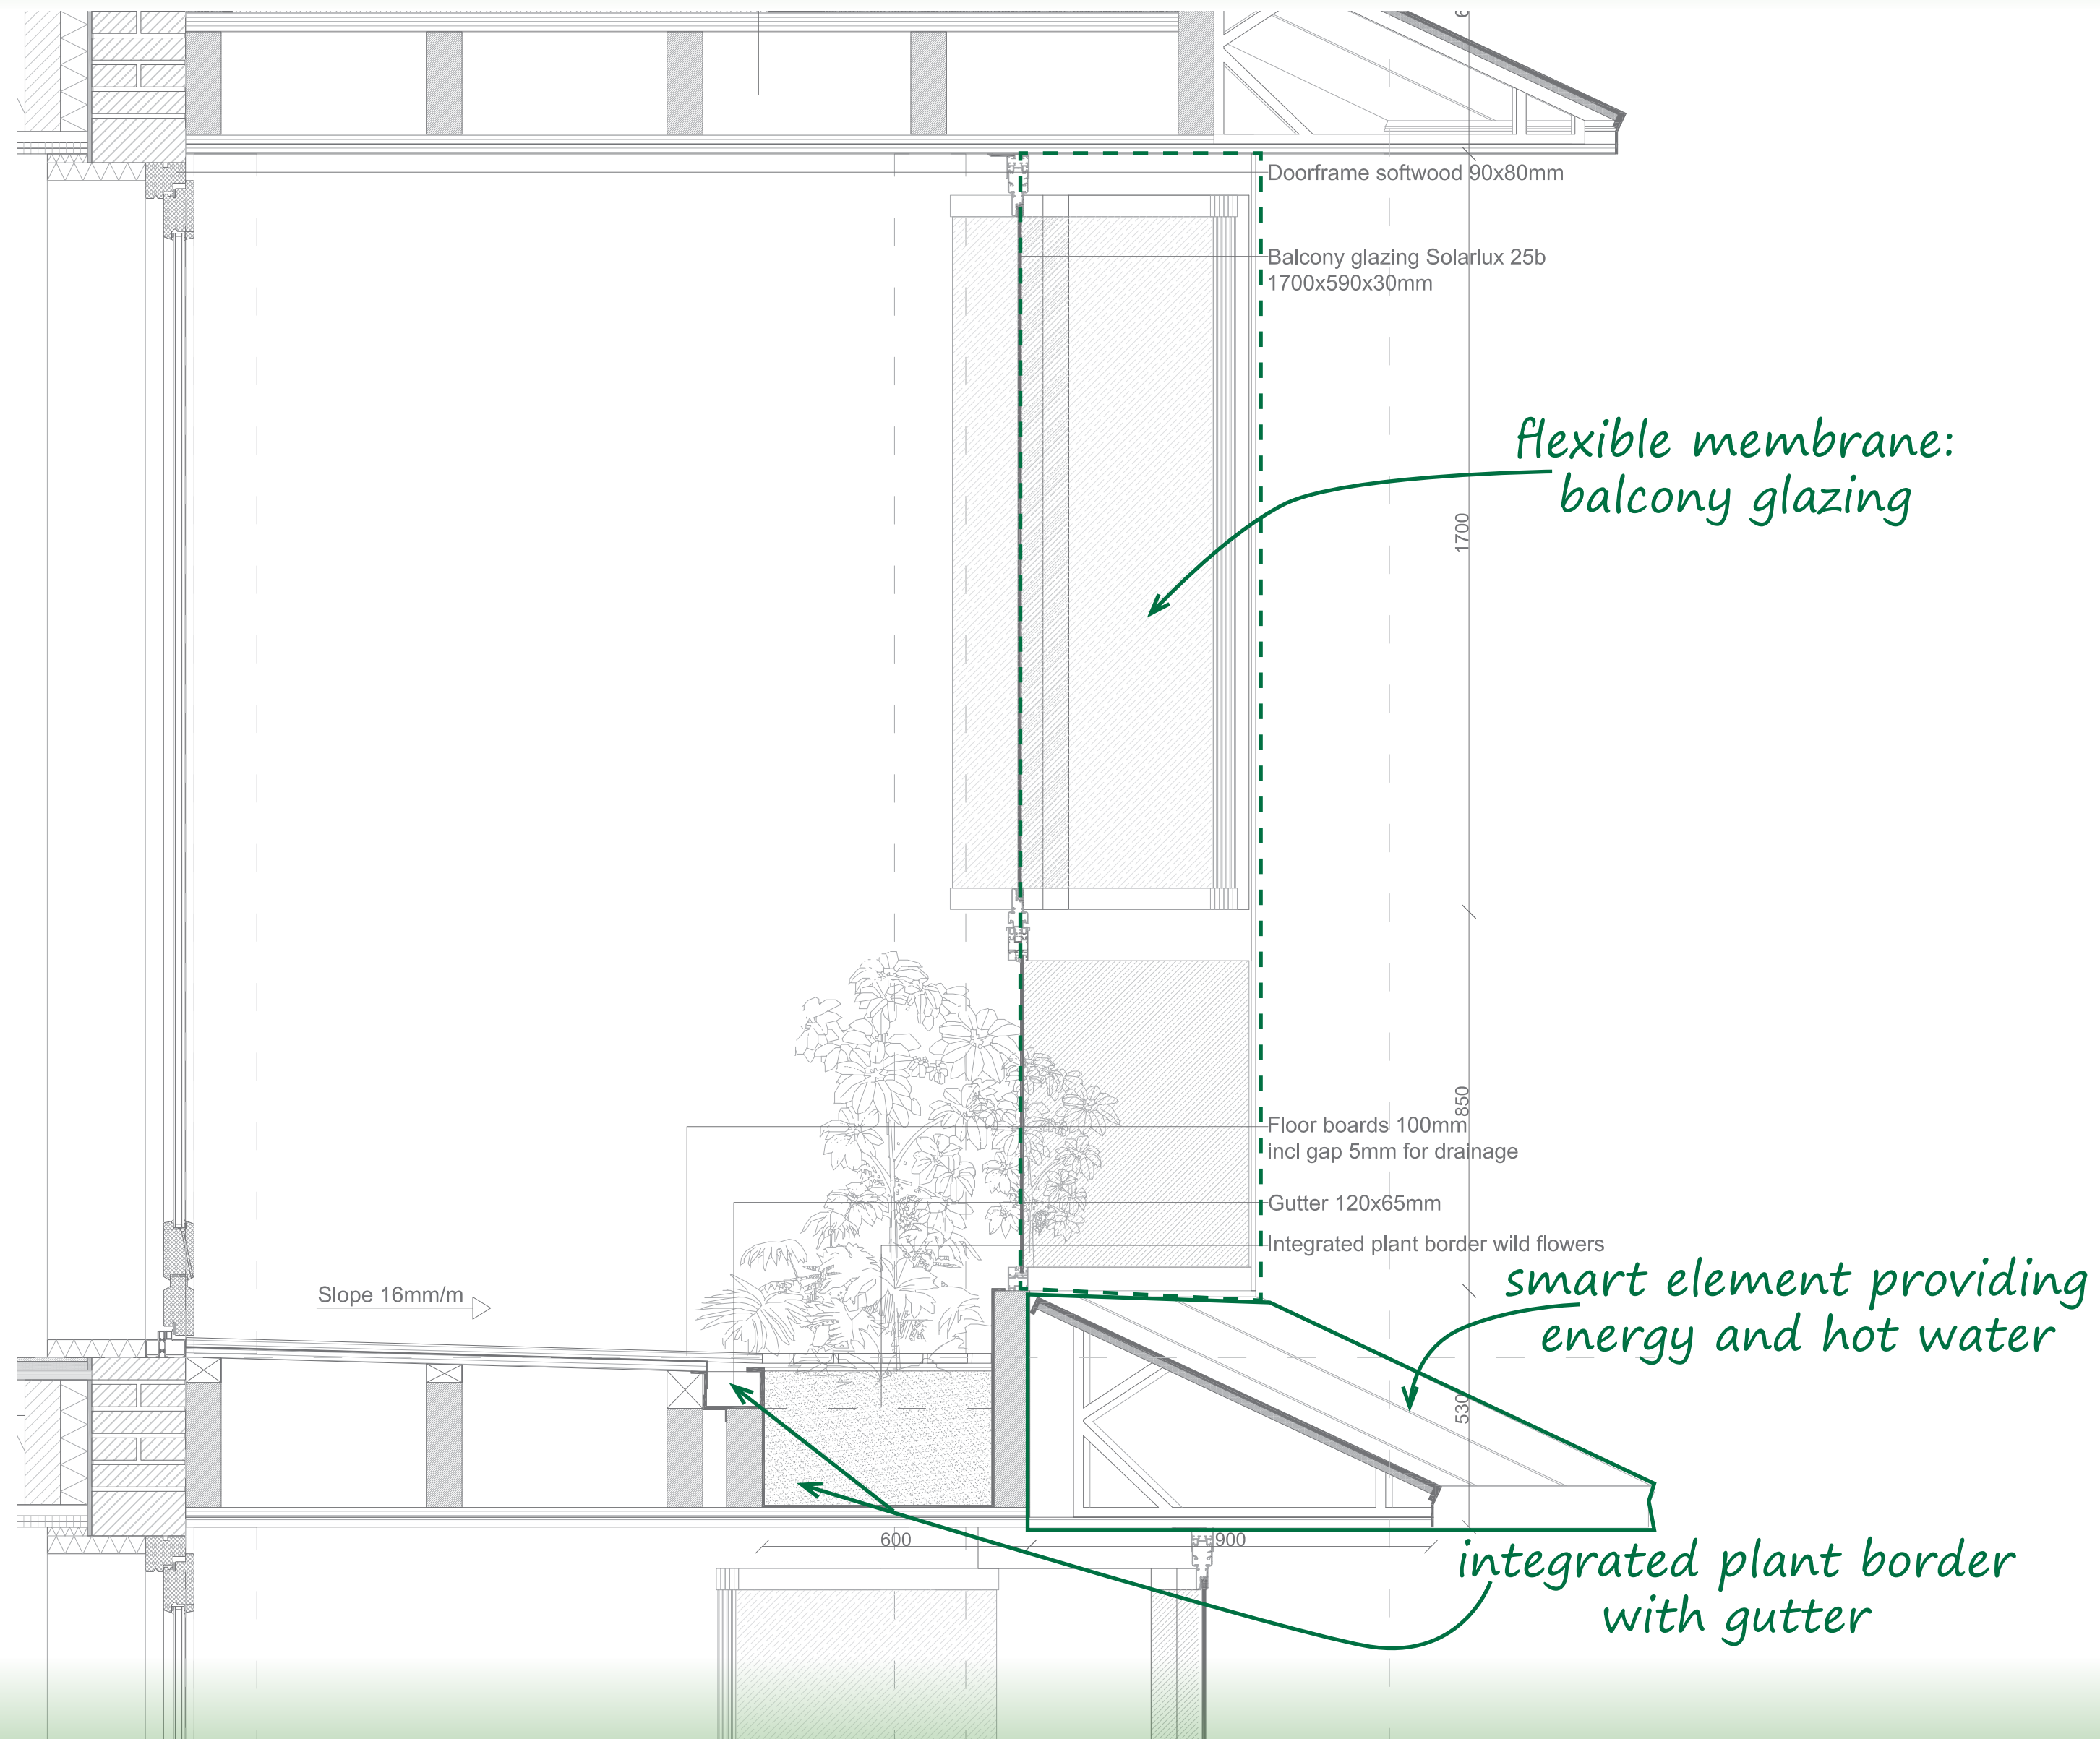 Doorframe softwood 90x80mm
Balcony glazing Solarlux 25b
1700x590x30mm
flexible membrane:
balcony glazing
1700
850
Floor boards 100mm
incl gap 5mm for drainage
Gutter 120x65mm
Integrated plant border wild flowers
smart element providing
energy and hot water
Slope 16mm/m
530
600
900
integrated plant border
with gutter